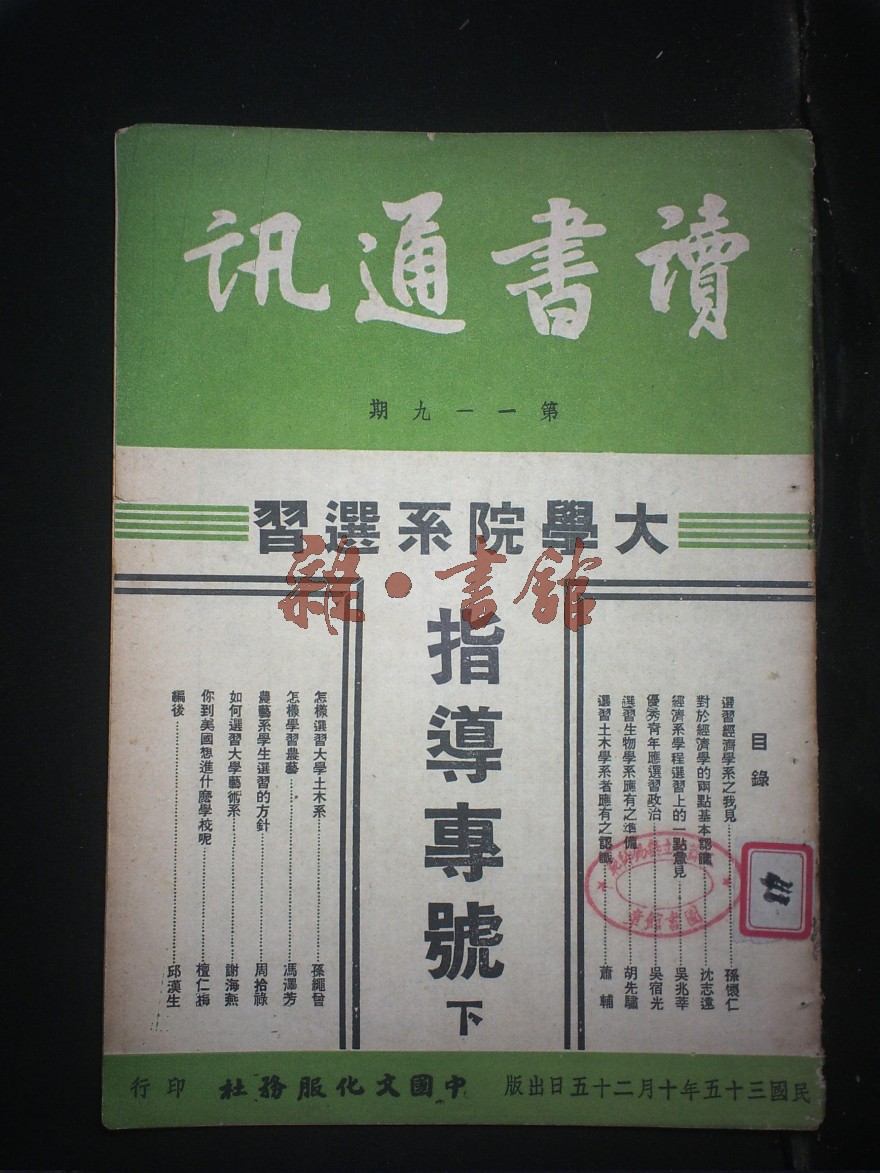 讀書通訊
第一一九期
大學院系選習
指導專號
下
目錄
選習經濟學系之我見……孫懷仁
對於經濟學的兩點基本認識……沈志遠
經濟系學程選習上的一點意見……吳兆莘
優秀青年應選習政治……吳宿光
選習生物學系應有之準備……胡先驌
選習土木學系者應有之認識……蕭輔
怎樣選習大學土木系……孫繩曾
怎樣學習農藝……馮澤芳
農藝系學生選習的方針……周拾祿
如何選習大學藝術系……謝海燕
你到美國想進什麼學校呢……檀仁梅
編後……邱漢生
圖書館章
雜·書館
民國三十五年十月二十五日出版
中國文化服務社印行